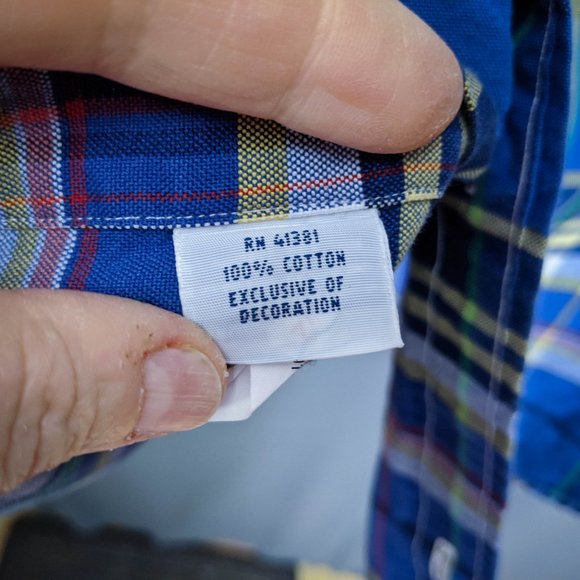 RN 41381
100% COTTON
EXCLUSIVE OF
DECORATION